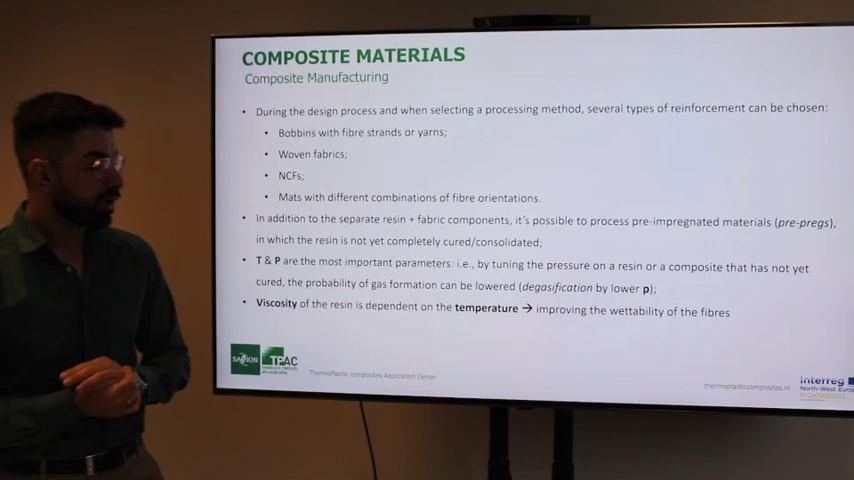 COMPOSITE MATERIALS
Composite Manufacturing
• During the design process and when selecting a processing method, several types of reinforcement can be chosen:
• Bobbins with fibre strands or yarns;
• Woven fabrics;
• NCFs;
• Mats with different combinations of fibre orientations.
• In addition to the separate resin + fabric components, it's possible to process pre-impregnated materials (pre-pregs),
in which the resin is not yet completely cured/consolidated;
• T & P are the most important parameters: i.e., by tuning the pressure on a resin or a composite that has not yet
cured, the probability of gas formation can be lowered (degasification by lower p);
• Viscosity of the resin is dependent on the temperature → improving the wettability of the fibres
SAXION
TPAC
ThermoPlastic composites Application Center
thermoplasticcomposites.nl
Interreg
North-West Europe
RIGHTWEIGHT